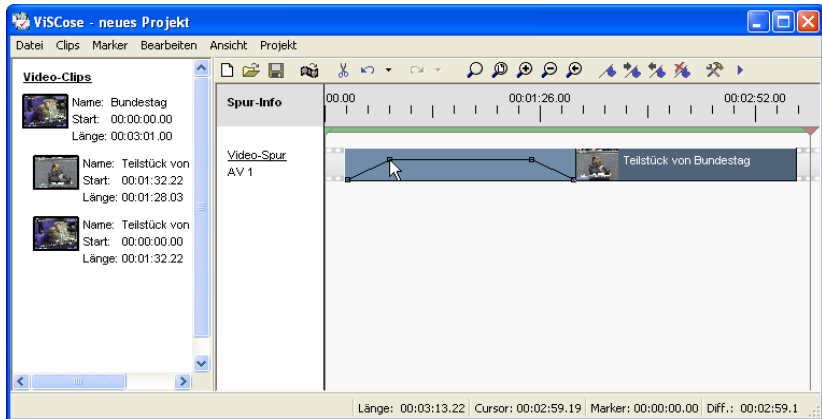 ViSCose - neues Projekt
Datei Clips Marker Bearbeiten Ansicht Projekt
Video-Clips
Name: Bundestag
Start: 00:00:00.00
Länge: 00:03:01.00
Name: Teilstück von
Start: 00:01:32.22
Länge: 00:01:28.03
Name: Teilstück von
Start: 00:00:00.00
Länge: 00:01:32.22
Spur-Info
00.00 00:01:26.00 00:02:52.00
Video-Spur
AV 1
Teilstück von Bundestag
Länge: 00:03:13.22 Cursor: 00:02:59.19 Marker: 00:00:00.00 Diff.: 00:02:59.1